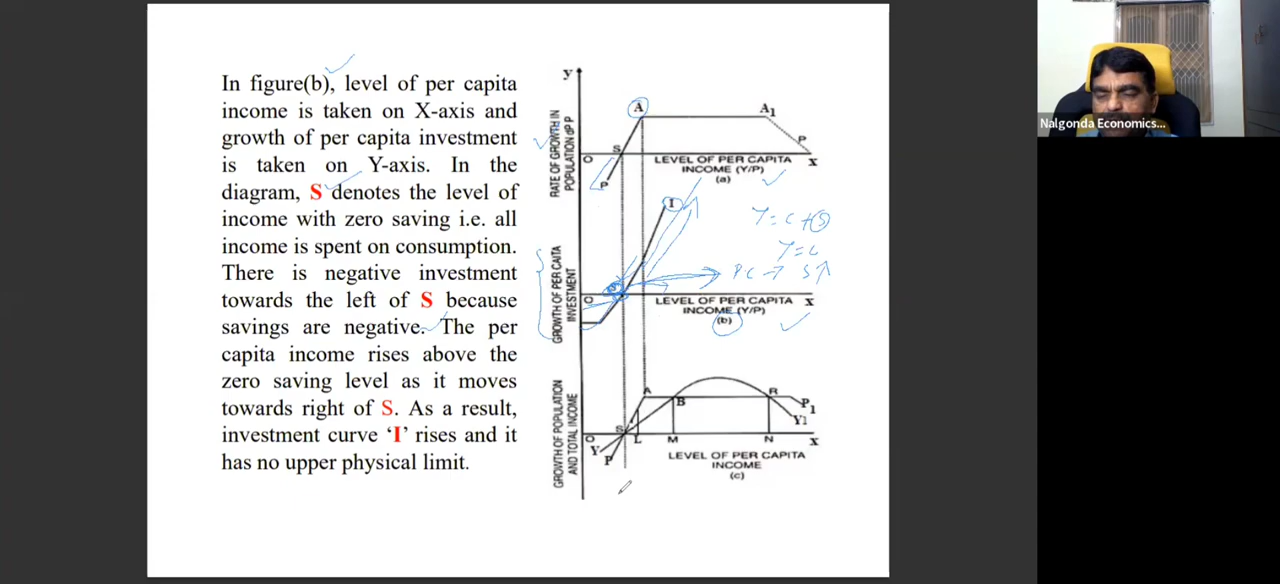 In figure(b), level of per capita
income is taken on X-axis and
growth of per capita investment
is taken on Y-axis. In the
diagram, S denotes the level of
income with zero saving i.e. all
income is spent on consumption.
There is negative investment
towards the left of S because
savings are negative. The per
capita income rises above the
zero saving level as it moves
towards right of S. As a result,
investment curve ‘I’ rises and it
has no upper physical limit.
y
RATE OF GROWTH IN
POPULATION dP P
A
A1
S
O
P
P
x
LEVEL OF PER CAPITA
INCOME (Y/P)
(a)
GROWTH OF PER CAITA
INVESTMENT
I
Y = C + S
Y = C
PC → S↑
O
LEVEL OF PER CAPITA
x
INCOME (Y/P)
(b)
GROWTH OF POPULATION
AND TOTAL INCOME
A
B
R
P1
Y1
S
O
L
M
N
x
Y
P
LEVEL OF PER CAPITA
INCOME
(c)
Nalgonda Economics...